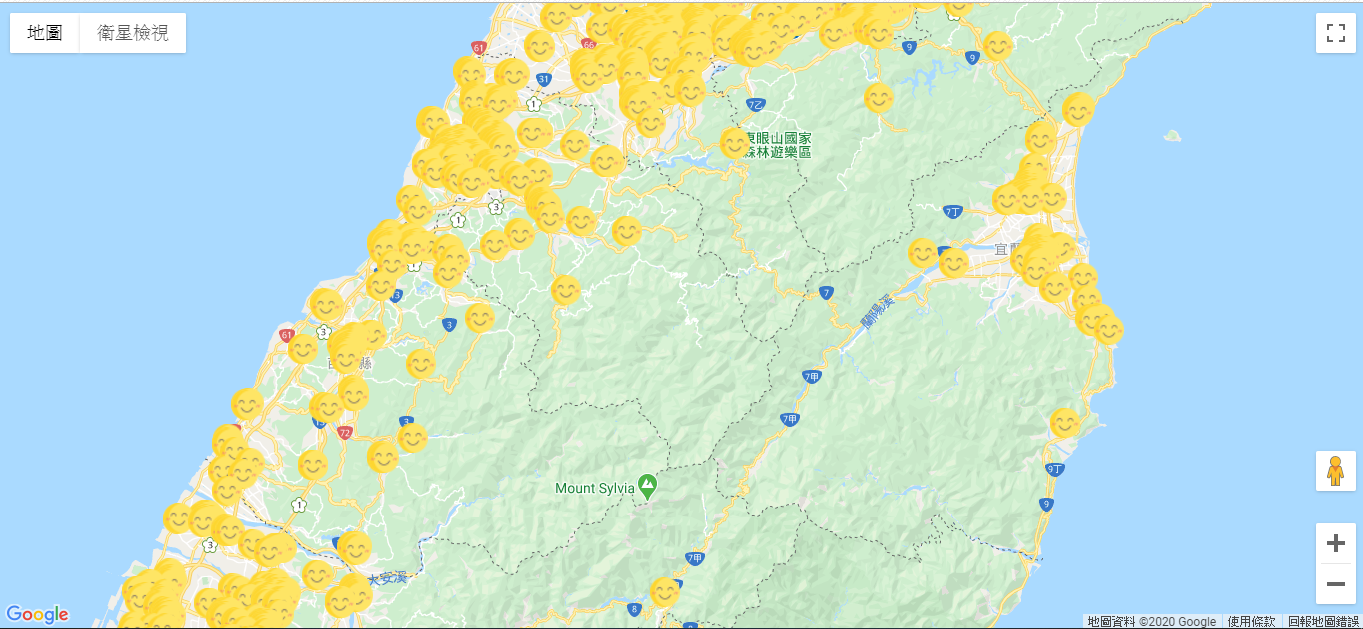 地圖 衛星檢視
61
66
9
9
31
1
7乙
東眼山國家
森林遊樂區
3
1
7丁
宜
13
7
蘭陽溪
3
61
3
縣
7甲
7甲
3
72
9丁
Mount Sylvia
1
9
3
7甲
大安溪
8
Google
地圖資料 ©2020 Google 使用條款 回報地圖錯誤